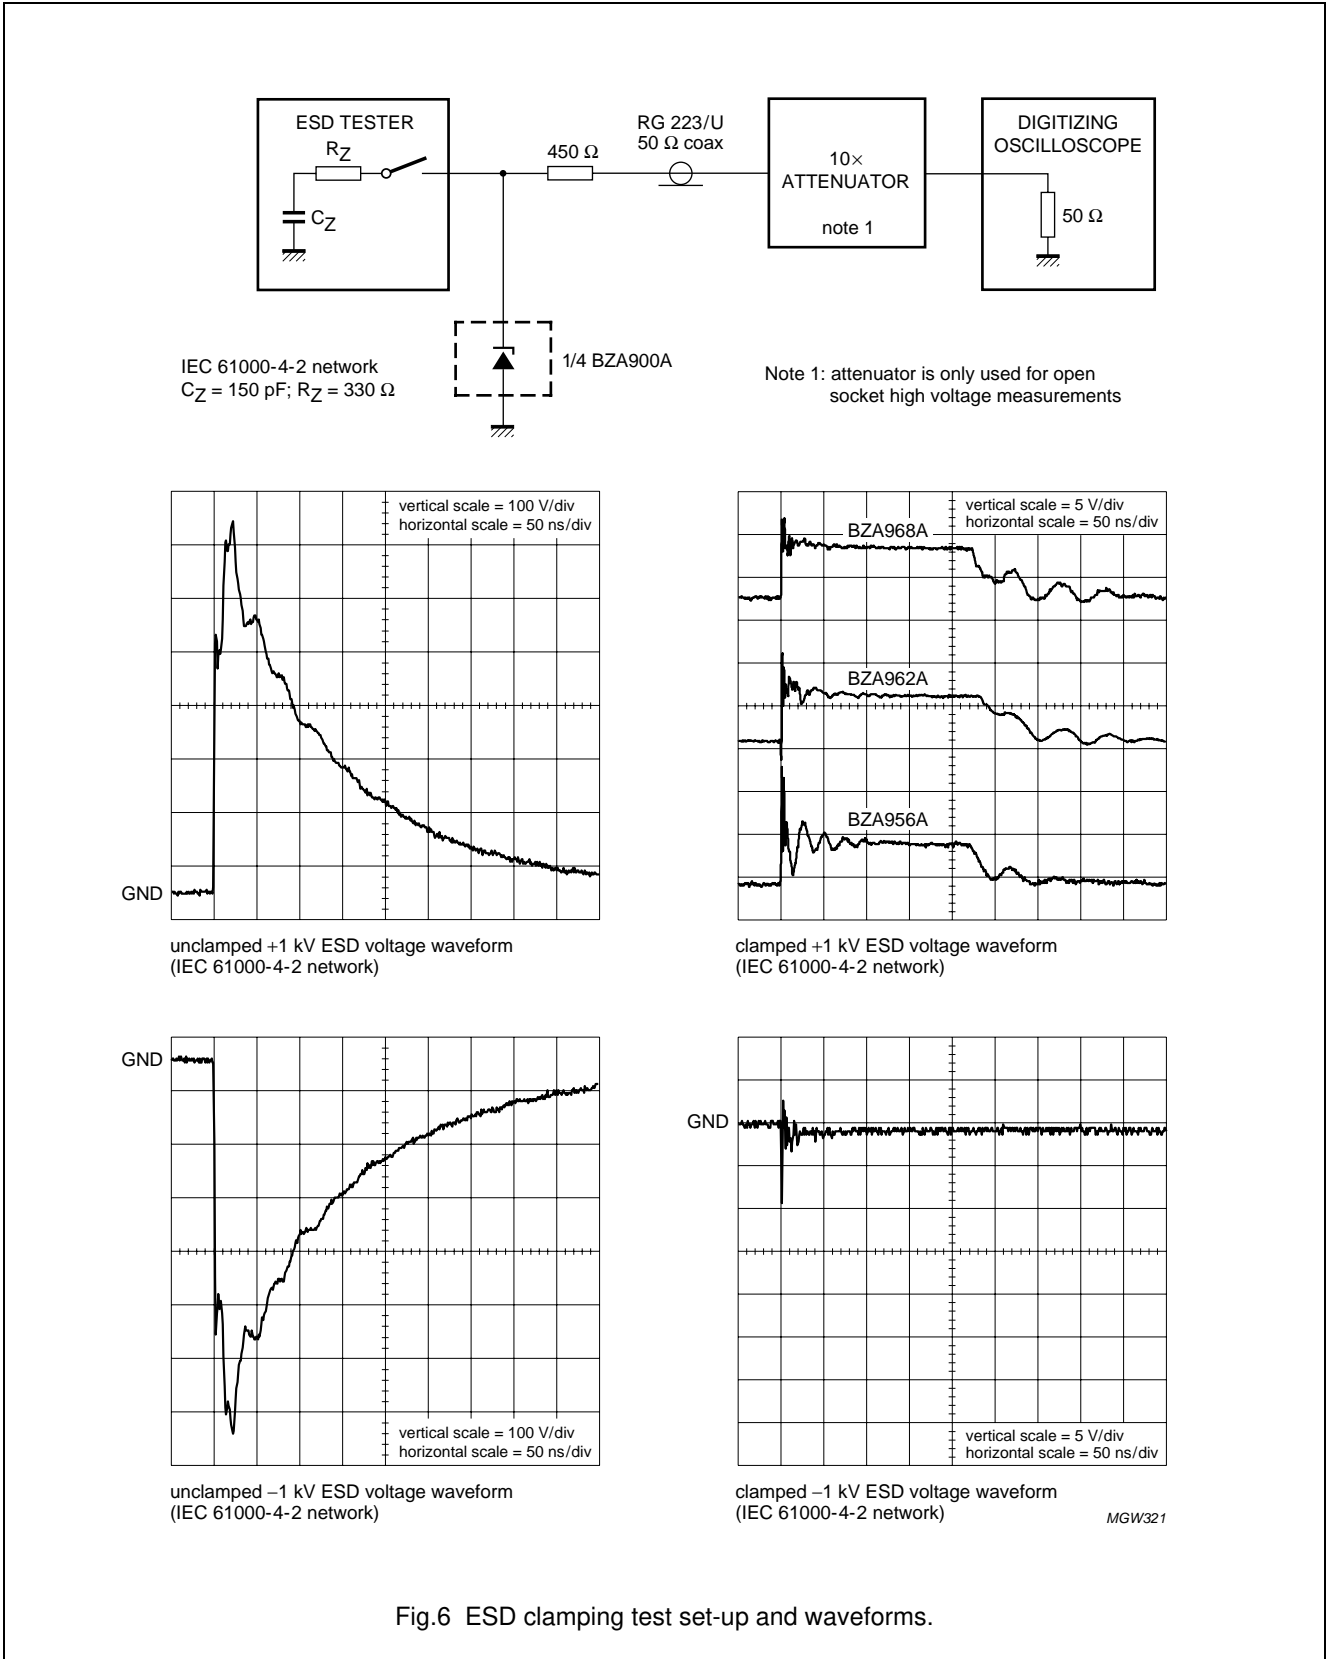 ESD TESTER
RZ
CZ
450 Ω
RG 223/U
50 Ω coax
10×
ATTENUATOR
note 1
DIGITIZING
OSCILLOSCOPE
50 Ω
1/4 BZA900A
IEC 61000-4-2 network
CZ = 150 pF; RZ = 330 Ω
Note 1: attenuator is only used for open
socket high voltage measurements
vertical scale = 100 V/div
horizontal scale = 50 ns/div
GND
unclamped +1 kV ESD voltage waveform
(IEC 61000-4-2 network)
vertical scale = 5 V/div
horizontal scale = 50 ns/div
BZA968A
BZA962A
BZA956A
clamped +1 kV ESD voltage waveform
(IEC 61000-4-2 network)
GND
vertical scale = 100 V/div
horizontal scale = 50 ns/div
unclamped −1 kV ESD voltage waveform
(IEC 61000-4-2 network)
GND
vertical scale = 5 V/div
horizontal scale = 50 ns/div
clamped −1 kV ESD voltage waveform
(IEC 61000-4-2 network)
MGW321
Fig.6 ESD clamping test set-up and waveforms.